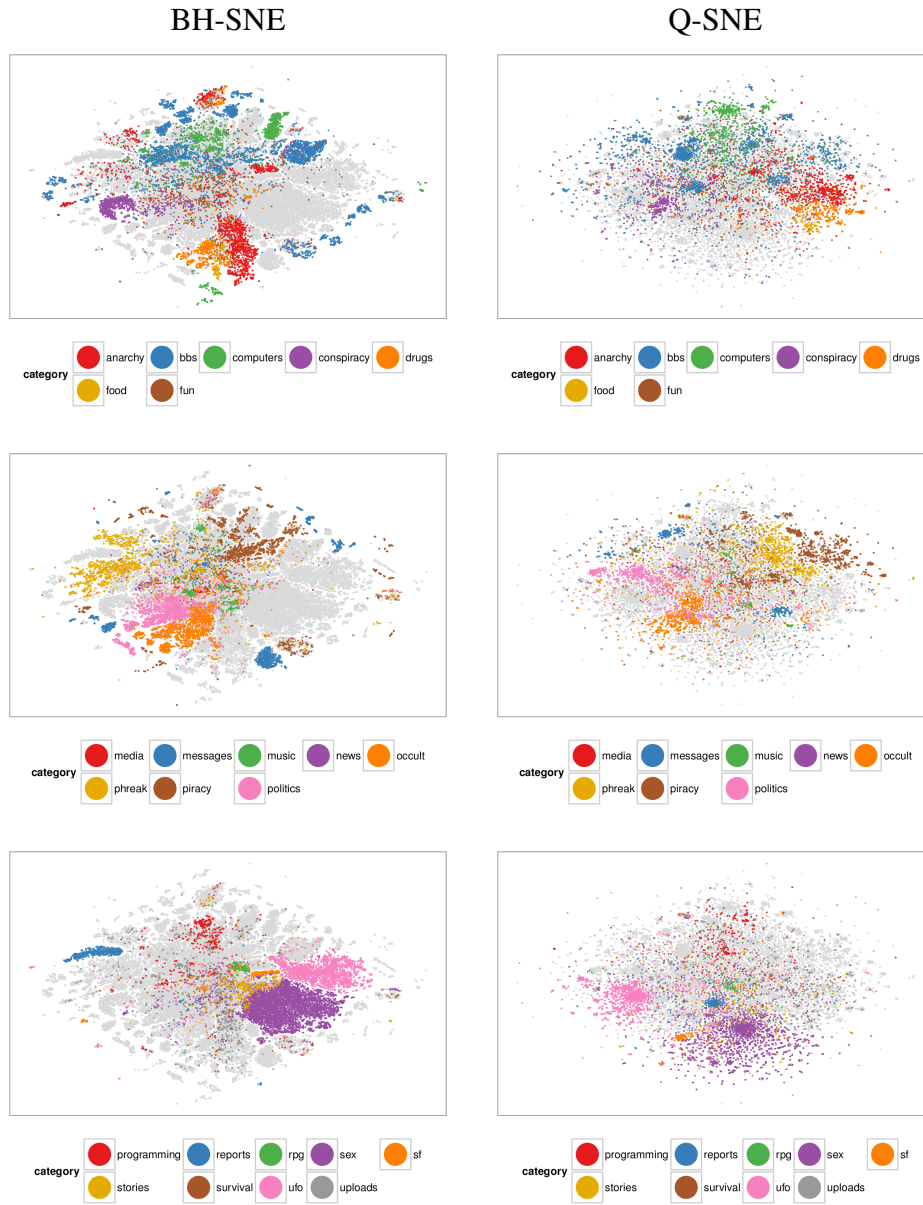 BH-SNE Q-SNE
category anarchy bbs computers conspiracy drugs
food fun
category anarchy bbs computers conspiracy drugs
food fun
category media messages music news occult
phreak piracy politics
category media messages music news occult
phreak piracy politics
category programming reports rpg sex sf
stories survival ufo uploads
category programming reports rpg sex sf
stories survival ufo uploads